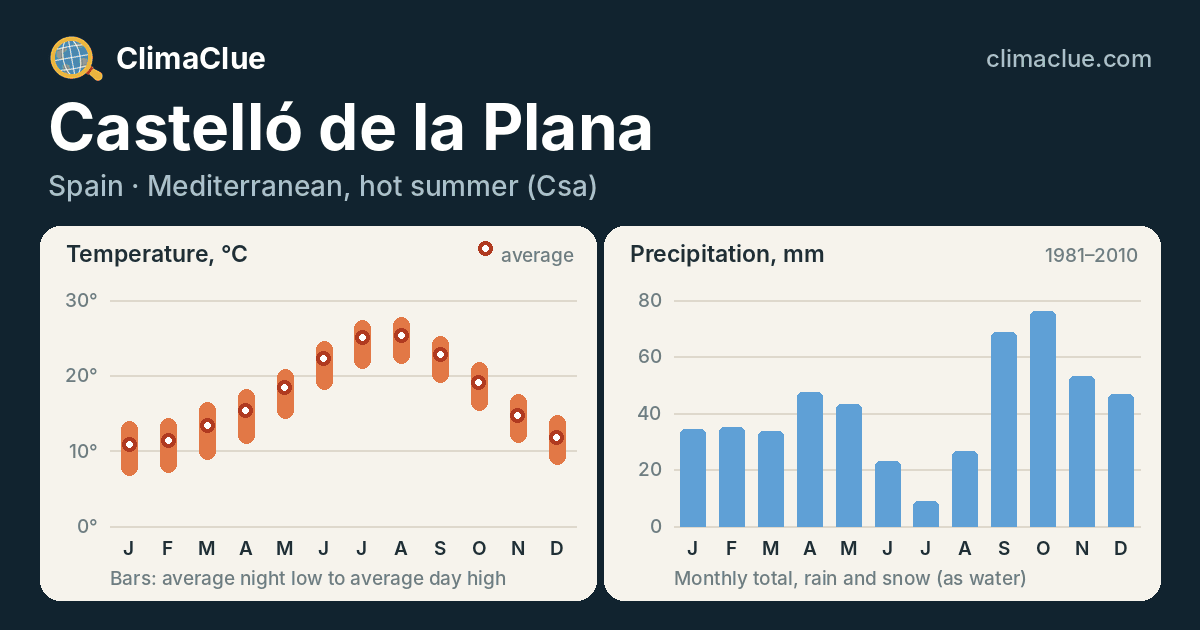 ClimaClue
climaclue.com
Castelló de la Plana
Spain · Mediterranean, hot summer (Csa)
Temperature, °C
average
30°
20°
10°
0°
J F M A M J J A S O N D
Bars: average night low to average day high
Precipitation, mm
1981–2010
80
60
40
20
0
J F M A M J J A S O N D
Monthly total, rain and snow (as water)